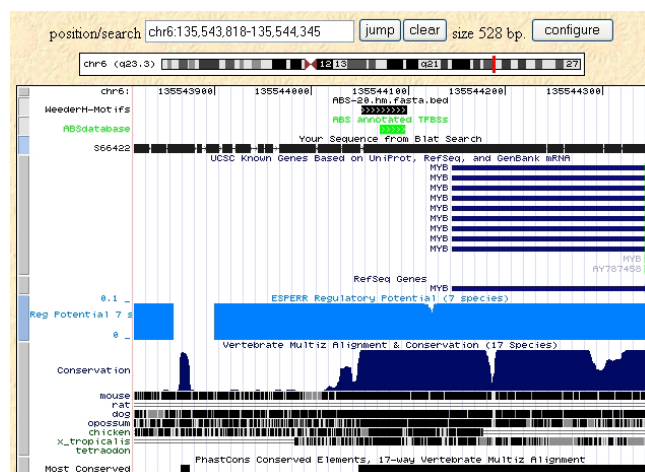 position/search chr6:135,543,818-135,544,345 jump clear size 528 bp. configure
chr6 (q23.3) 12 13 q21 27
chr6: 135543900| 135544000| 135544100| 135544200| 135544300|
ABS-20.hm.fasta.bed
WeederH-Motifs
ABS annotated TFBSs
ABSdatabase
Your Sequence from Blat Search
S66422
UCSC Known Genes Based on UniProt, RefSeq, and GenBank mRNA
MYB
MYB
MYB
MYB
MYB
MYB
MYB
MYB
MYB
AY787458
RefSeq Genes
MYB
ESPERR Regulatory Potential (7 species)
0.1 _
Reg Potential 7 s
0 _
Vertebrate Multiz Alignment & Conservation (17 Species)
Conservation
mouse
rat
dog
opossum
chicken
x_tropicalis
tetraodon
PhastCons Conserved Elements, 17-way Vertebrate Multiz Alignment
Most Conserved